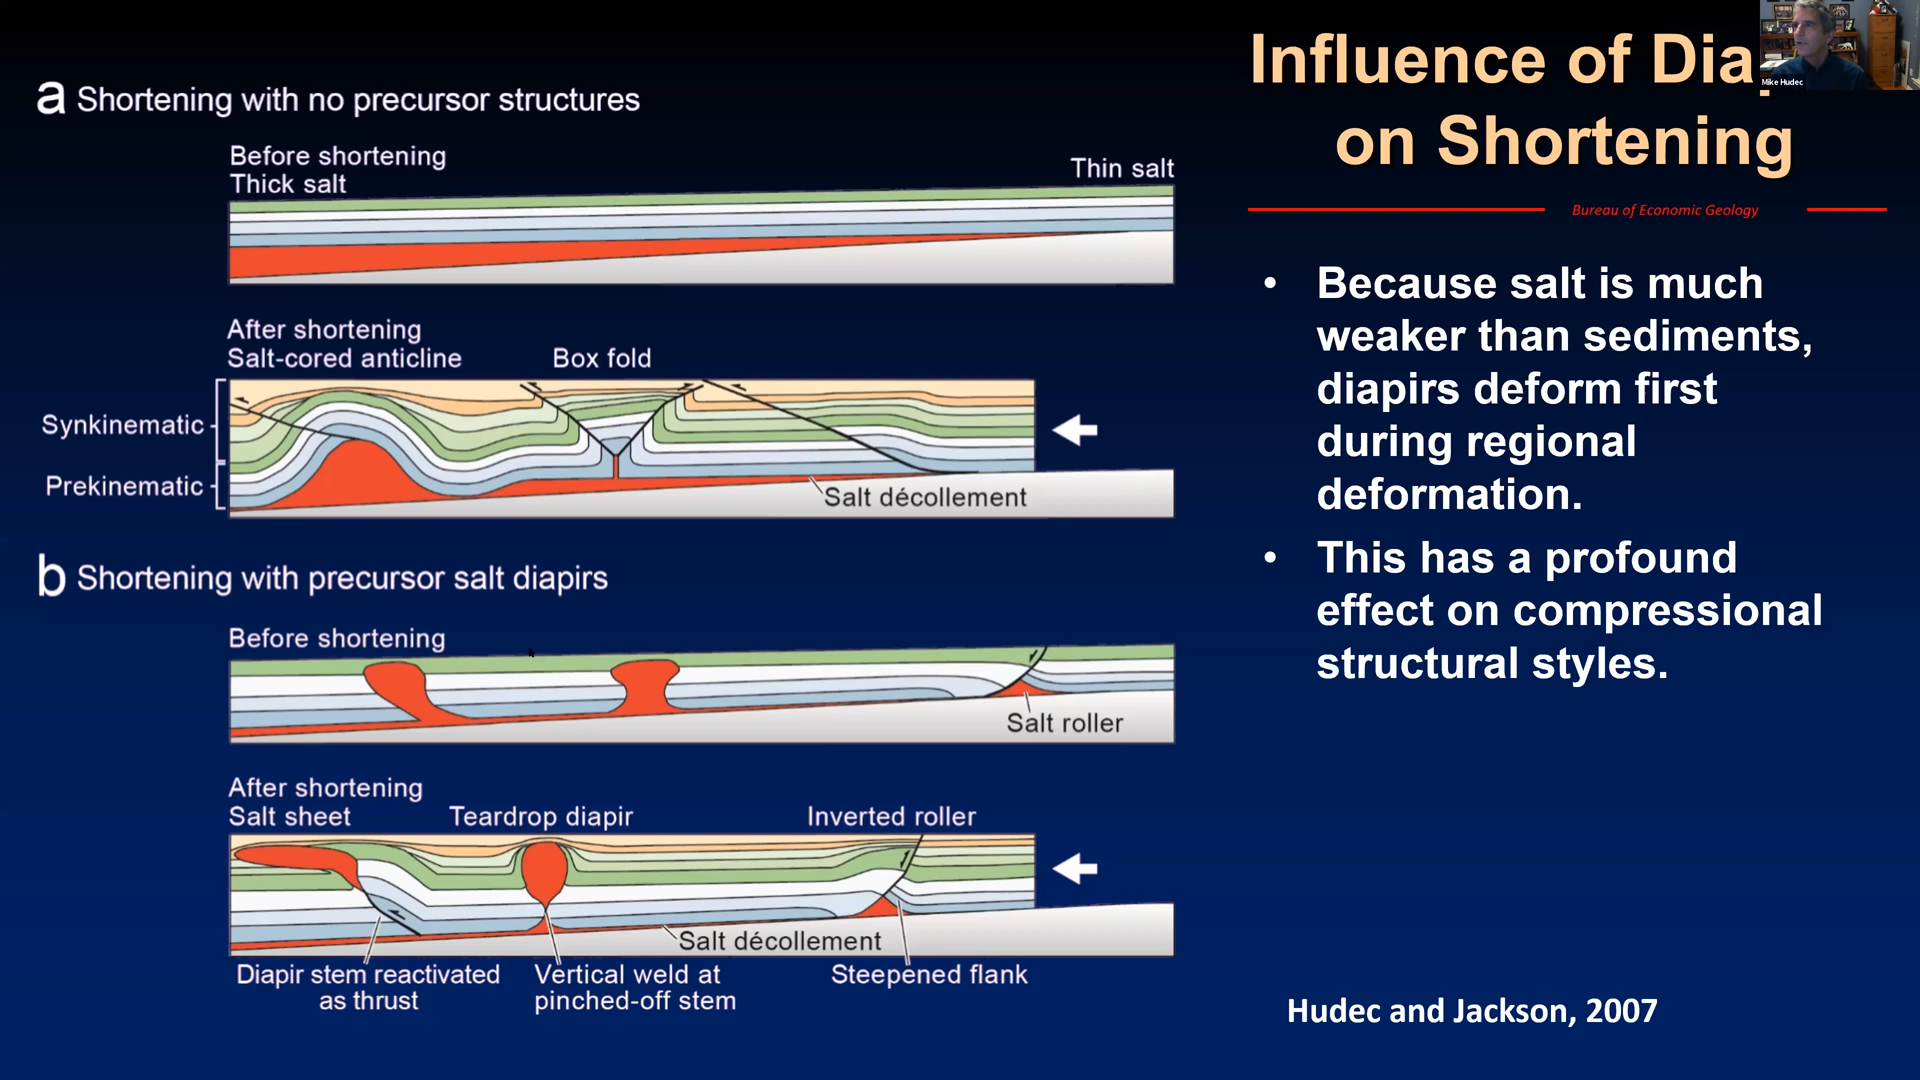 Influence of Dia
on Shortening
Mike Hudec
Bureau of Economic Geology
a Shortening with no precursor structures
Before shortening
Thick salt
Thin salt
After shortening
Salt-cored anticline
Box fold
Synkinematic
Prekinematic
Salt décollement
b Shortening with precursor salt diapirs
Before shortening
Salt roller
After shortening
Salt sheet
Teardrop diapir
Inverted roller
Salt décollement
Diapir stem reactivated
as thrust
Vertical weld at
pinched-off stem
Steepened flank
• Because salt is much
weaker than sediments,
diapirs deform first
during regional
deformation.
• This has a profound
effect on compressional
structural styles.
Hudec and Jackson, 2007